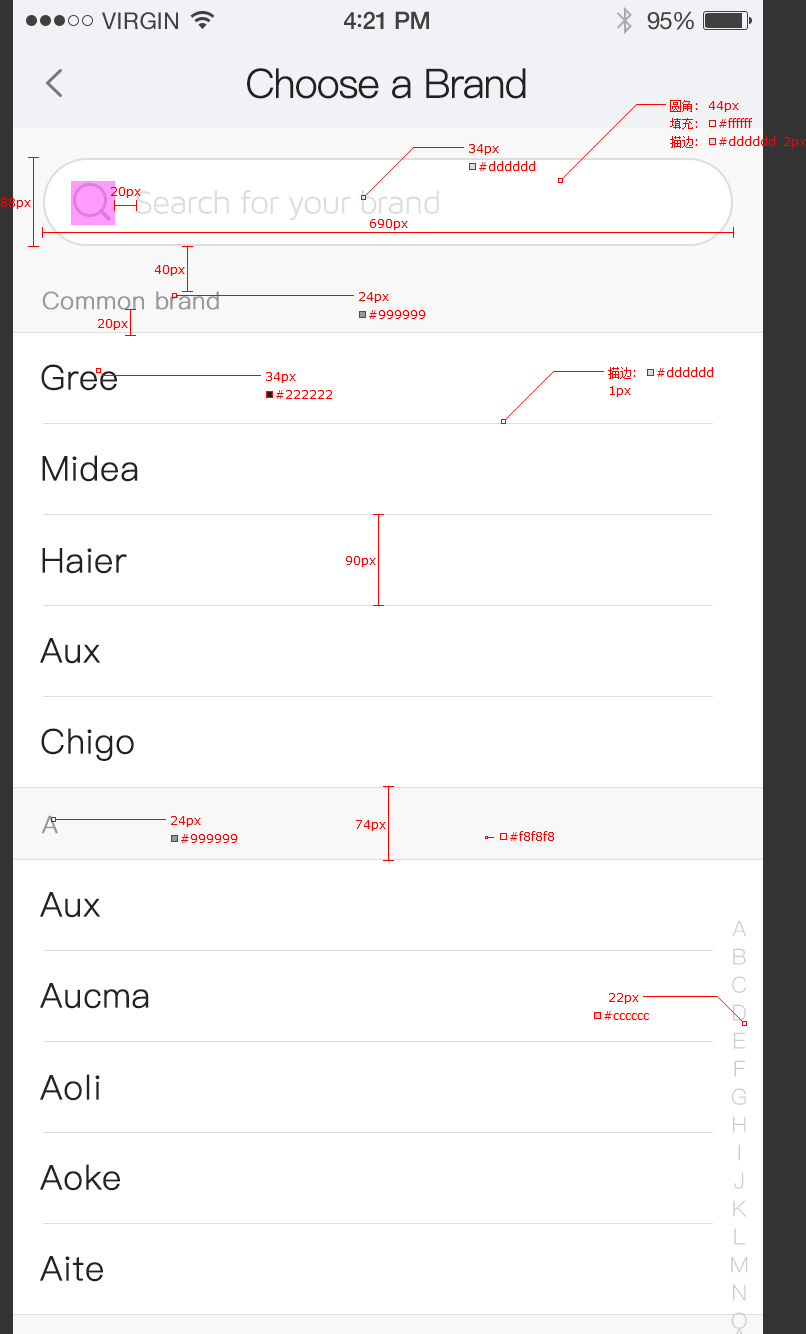 VIRGIN 4:21 PM 95%
Choose a Brand
圆角: 44px
填充: #ffffff
描边: #dddddd 2px
34px
#dddddd
88px
20px
Search for your brand
690px
40px
Common brand
24px
#999999
20px
Gree
34px
#222222
描边: #dddddd
1px
Midea
Haier
90px
Aux
Chigo
A
24px
#999999
74px
#f8f8f8
Aux
Aucma
22px
#cccccc
Aoli
Aoke
Aite
A
B
C
D
E
F
G
H
I
J
K
L
M
N
O